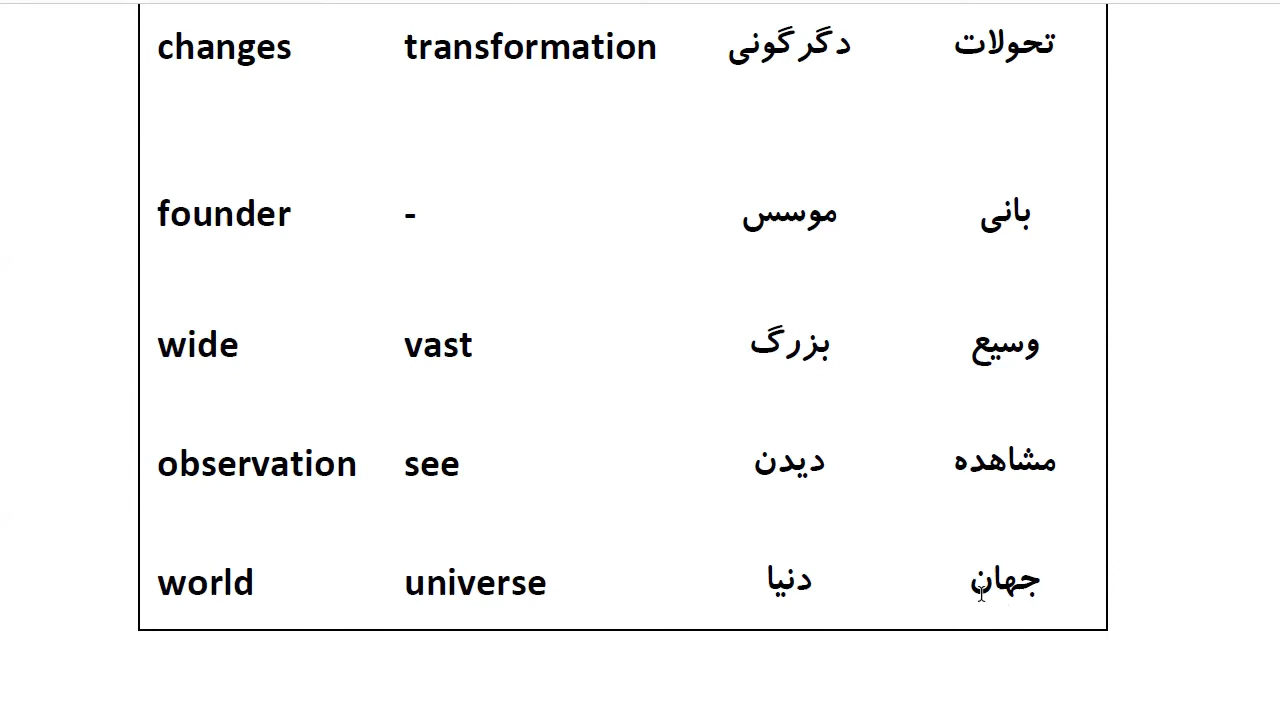 changes transformation دگرگونی تحولات
founder - موسس بانی
wide vast بزرگ وسیع
observation see دیدن مشاهده
world universe دنیا جهان